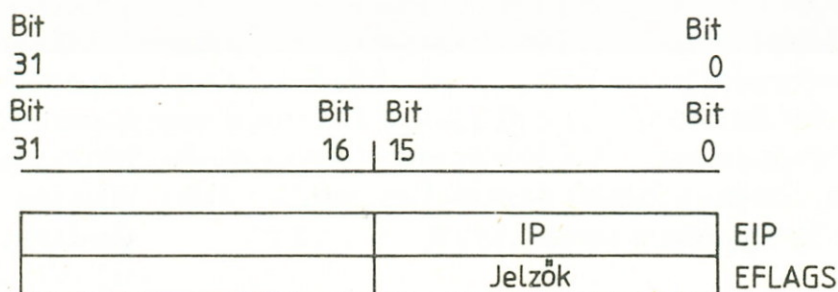 Bit Bit
31 0
Bit Bit Bit Bit
31 16 15 0
IP EIP
Jelzők EFLAGS